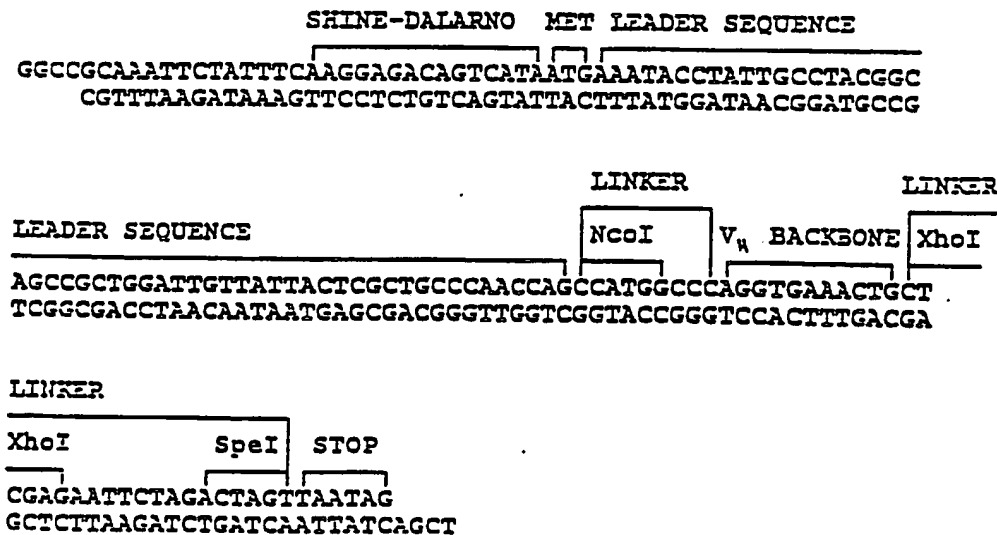 SHINE-DALARNO MET LEADER SEQUENCE
GGCCGCAAATTCTATTTCAAGGAGACAGTCATAATGAAATACCTATTGCCTACGGC
CGTTTAAGATAAAGTTCCTCTGTCAGTATTACTTTATGGATAACGGATGCCG
LINKER LINKER
LEADER SEQUENCE NcoI VH BACKBONE XhoI
AGCCGCTGGATTGTTATTACTCGCTGCCCAACCAGCCATGGCCCAGGTGAAACTGCT
TCGGCGACCTAACAATAATGAGCGACGGGTTGGTCGGTACCGGGTCCACTTTGACGA
LINKER
XhoI SpeI STOP
CGAGAATTCTAGACTAGTTAATAG
GCTCTTAAGATCTGATCAATTATCAGCT